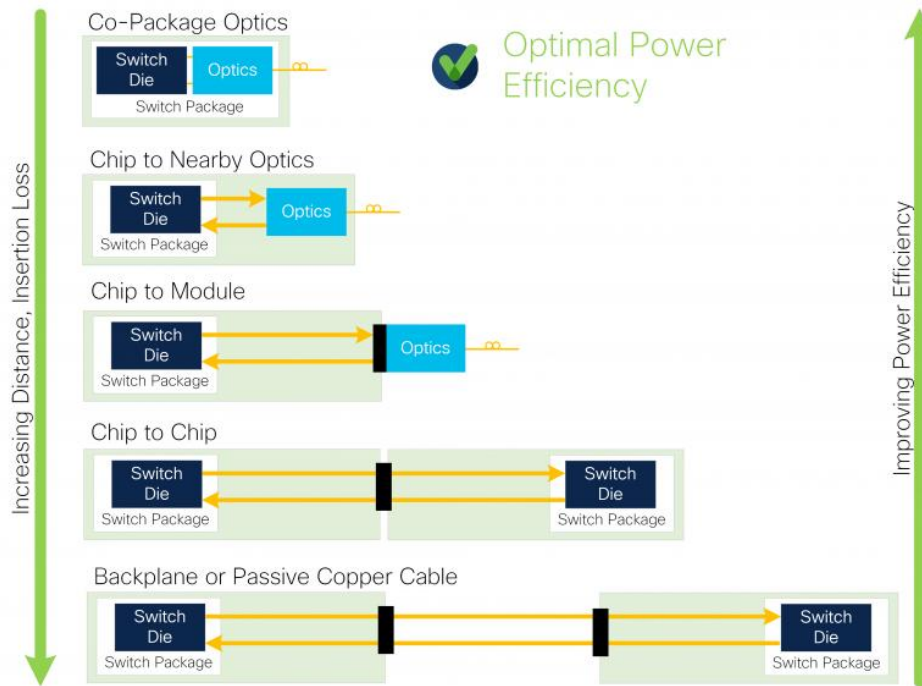 Co-Package Optics
Optimal Power
Efficiency
Switch
Die
Optics
Switch Package
Chip to Nearby Optics
Switch
Die
Optics
Switch Package
Chip to Module
Switch
Die
Optics
Switch Package
Chip to Chip
Switch
Die
Switch Package
Switch
Die
Switch Package
Backplane or Passive Copper Cable
Switch
Die
Switch Package
Switch
Die
Switch Package
Increasing Distance, Insertion Loss
Improving Power Efficiency